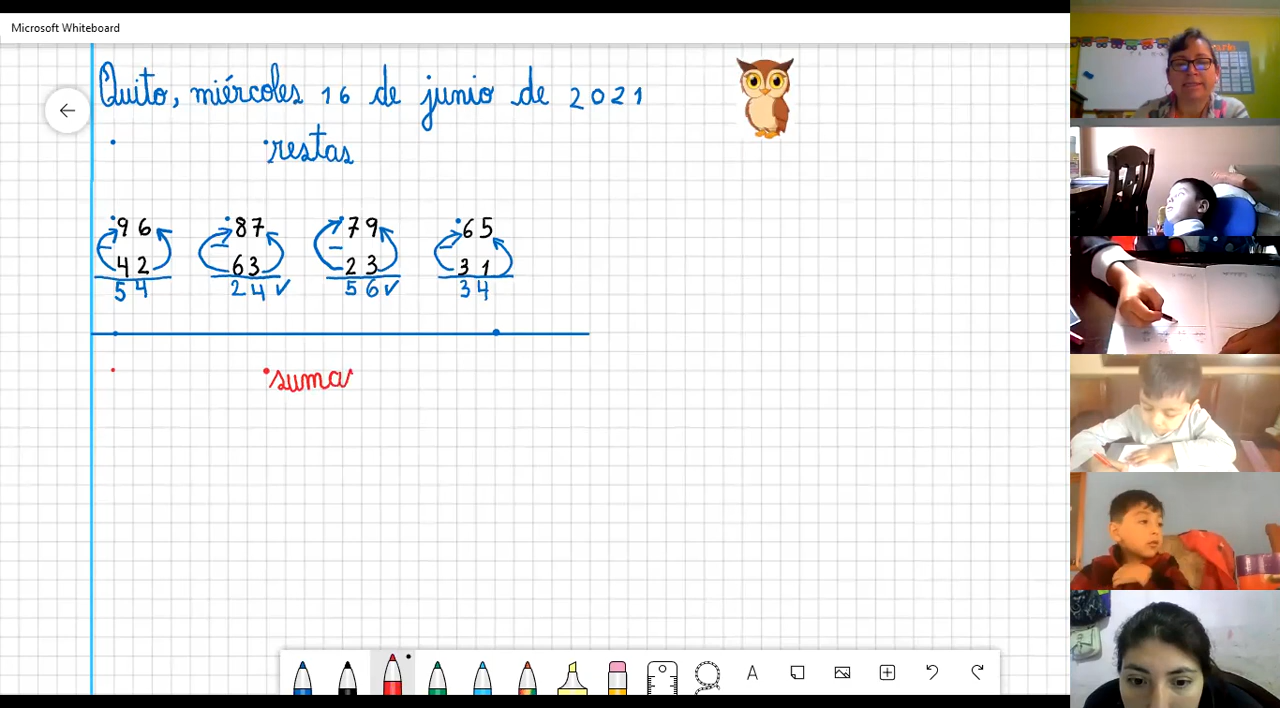 Microsoft Whiteboard
Quito, miércoles 16 de junio de 2021
restas
96 87 79 65
- - - -
42 63 23 31
54 24 ✓ 56 ✓ 34
suma
A